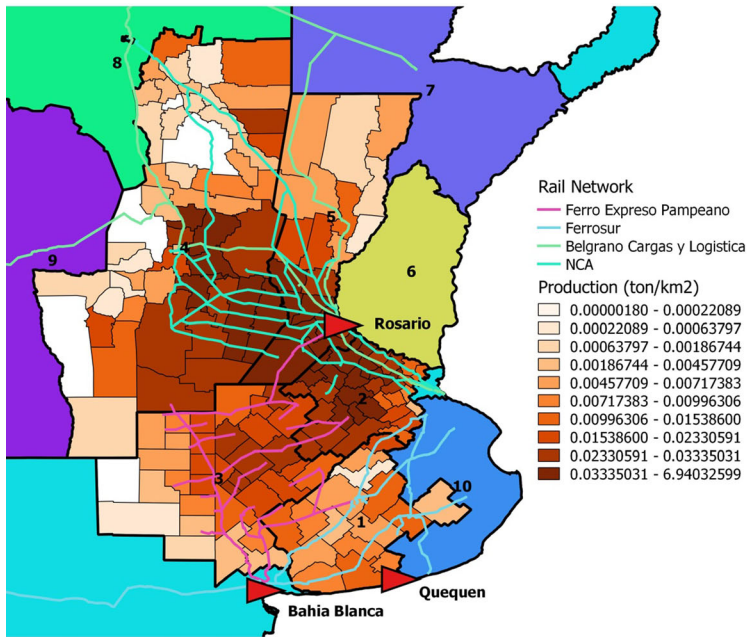 8
7
5
4
9
6
Rosario
2
3
10
1
Quequen
Bahia Blanca
Rail Network
Ferro Expreso Pampeano
Ferrosur
Belgrano Cargas y Logistica
NCA
Production (ton/km2)
0.00000180 - 0.00022089
0.00022089 - 0.00063797
0.00063797 - 0.00186744
0.00186744 - 0.00457709
0.00457709 - 0.00717383
0.00717383 - 0.00996306
0.00996306 - 0.01538600
0.01538600 - 0.02330591
0.02330591 - 0.03335031
0.03335031 - 6.94032599